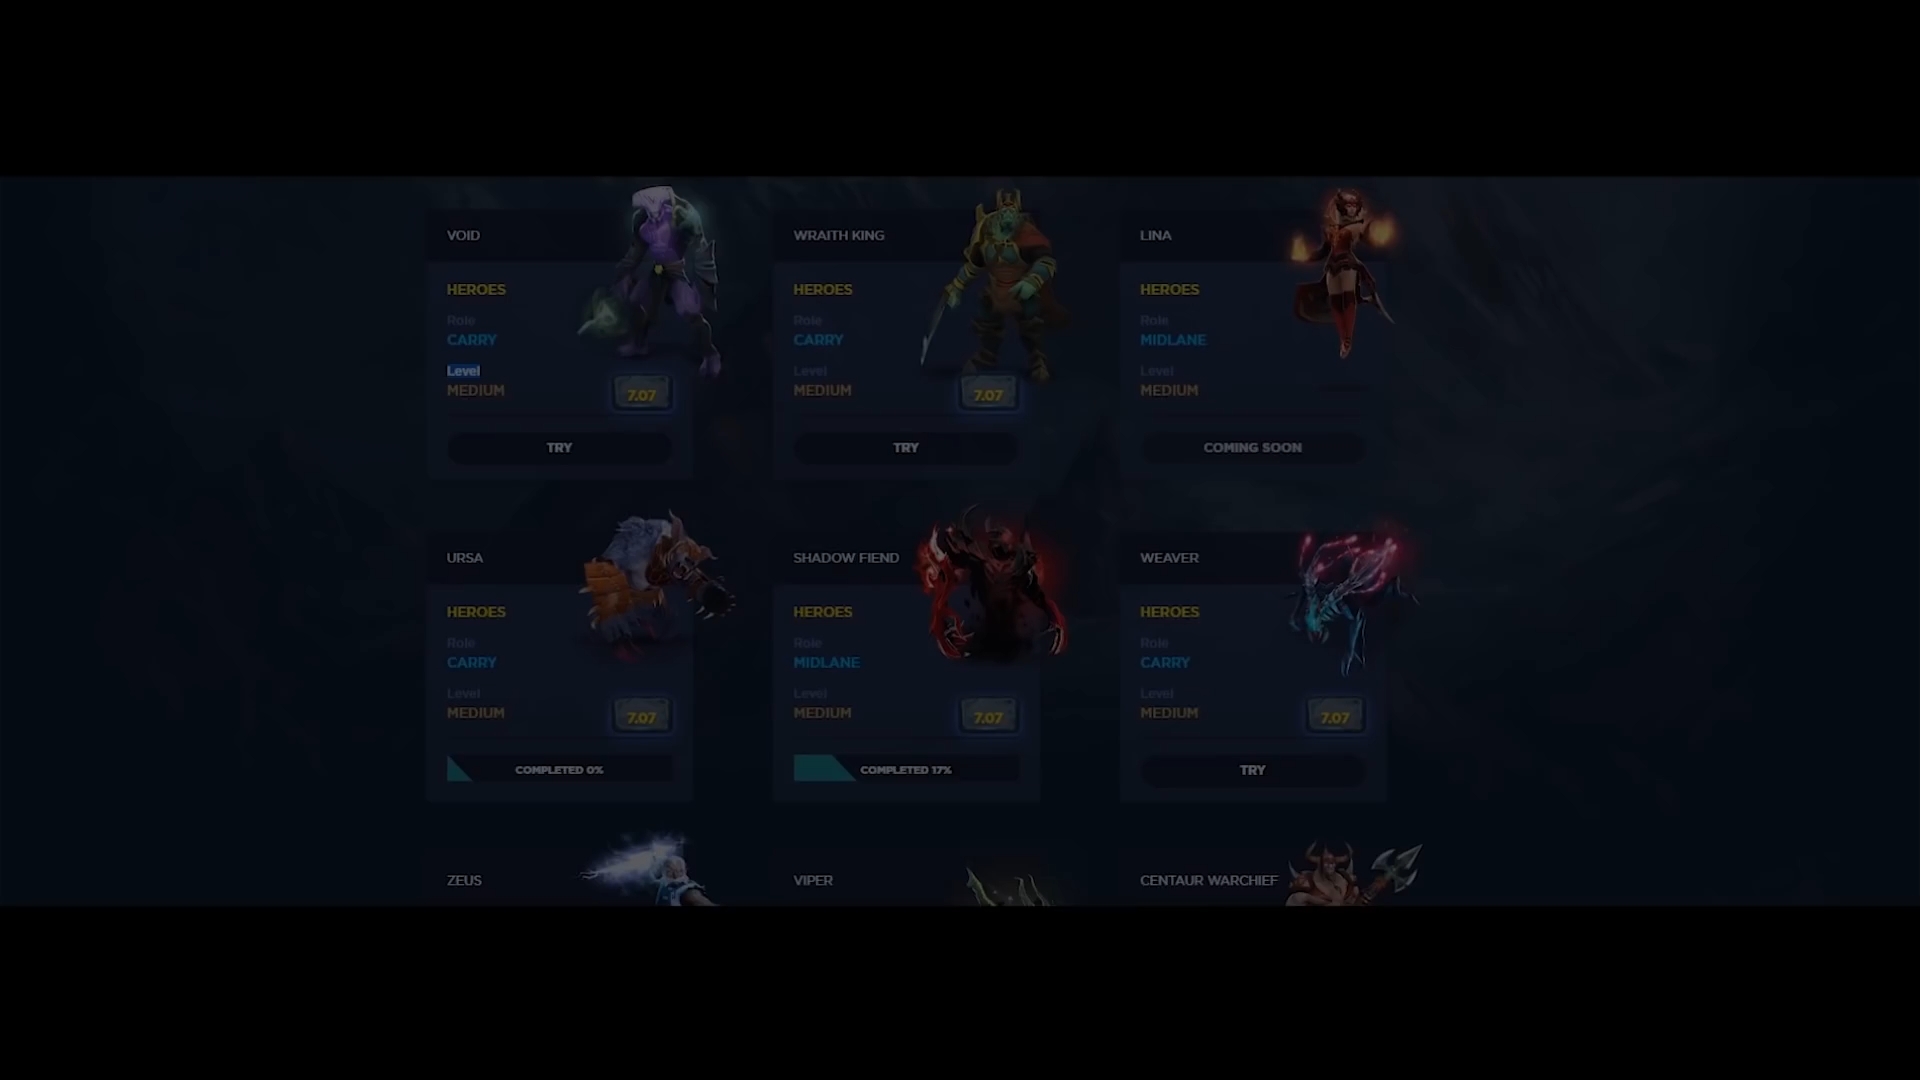 VOID
HEROES
Role
CARRY
Level
MEDIUM
7.07
TRY
WRAITH KING
HEROES
Role
CARRY
Level
MEDIUM
7.07
TRY
LINA
HEROES
Role
MIDLANE
Level
MEDIUM
COMING SOON
URSA
HEROES
Role
CARRY
Level
MEDIUM
7.07
COMPLETED 0%
SHADOW FIEND
HEROES
Role
MIDLANE
Level
MEDIUM
7.07
COMPLETED 17%
WEAVER
HEROES
Role
CARRY
Level
MEDIUM
7.07
TRY
ZEUS
VIPER
CENTAUR WARCHIEF